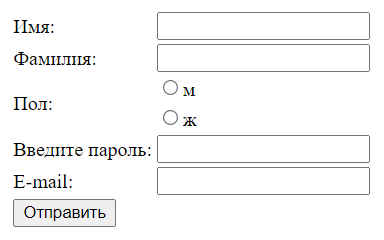 Имя:
Фамилия:
м
Пол:
ж
Введите пароль:
E-mail:
Отправить